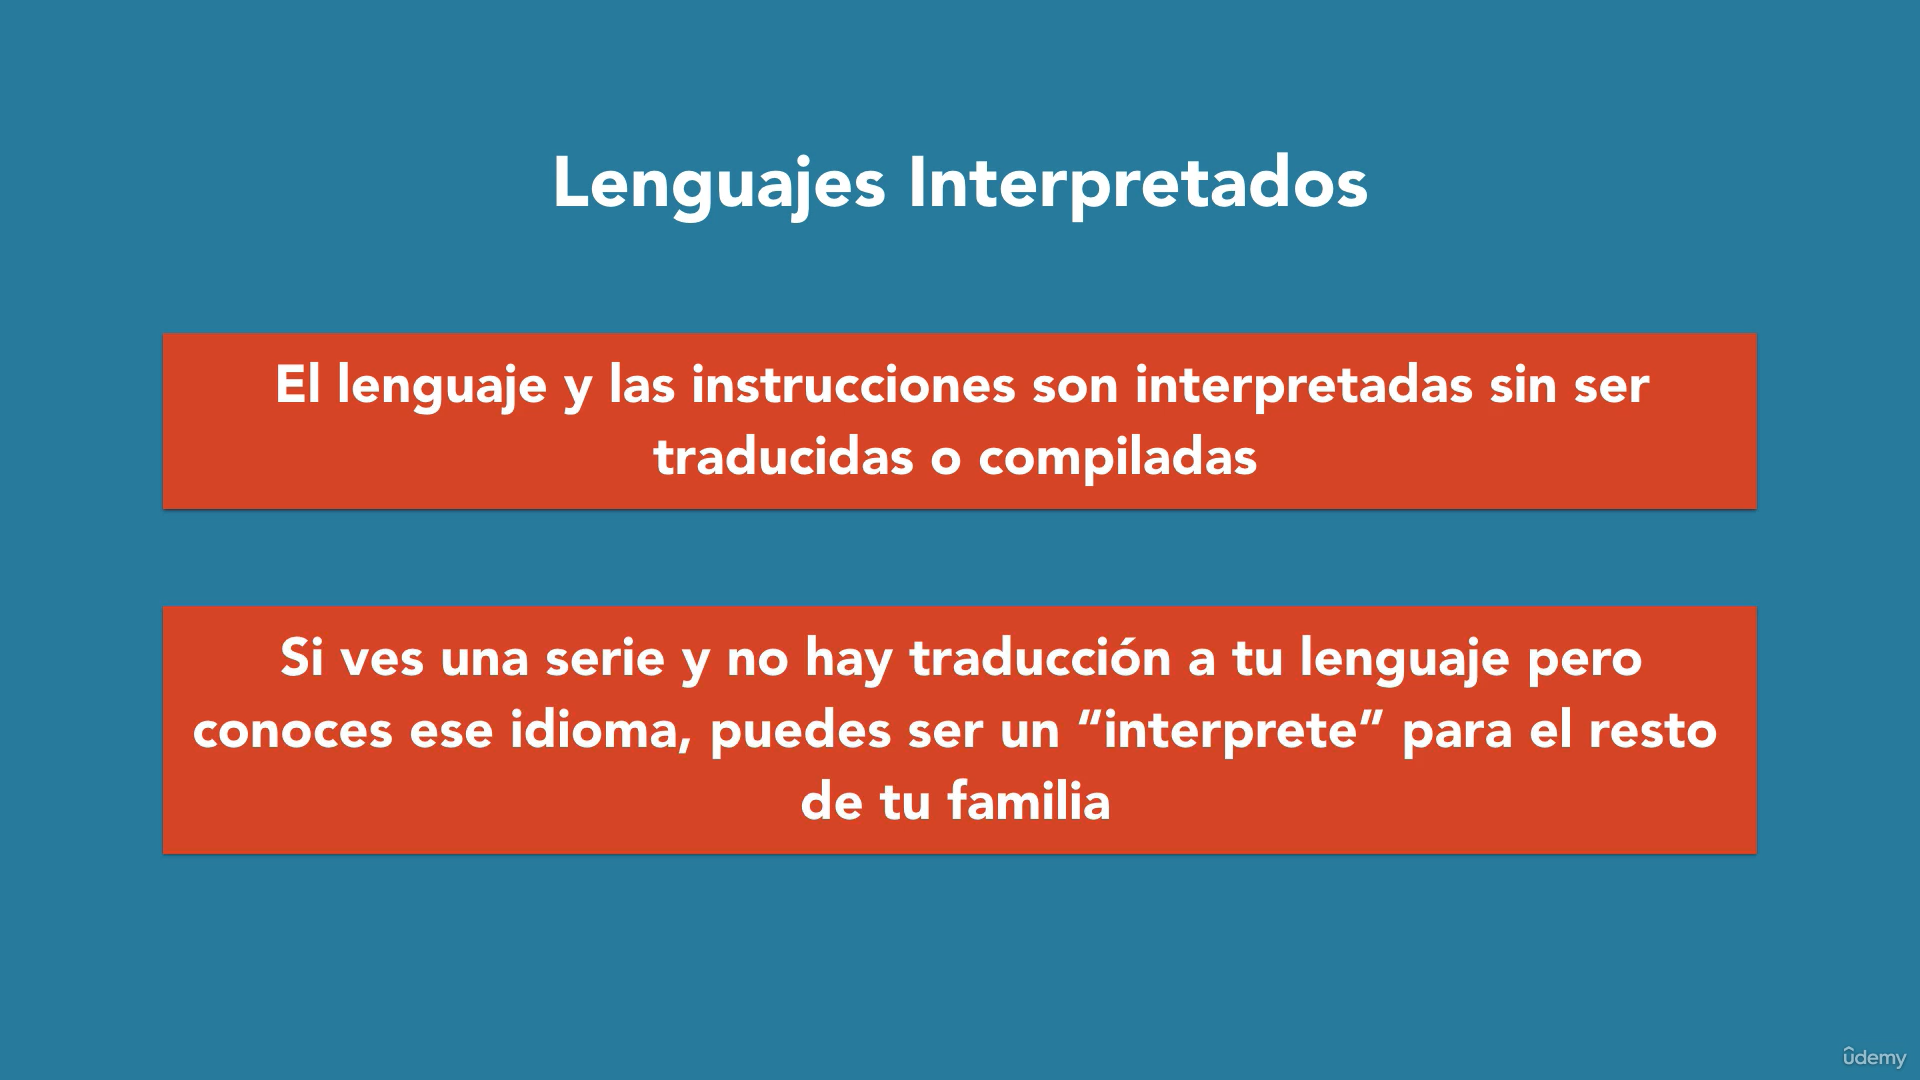 Lenguajes Interpretados
El lenguaje y las instrucciones son interpretadas sin ser
traducidas o compiladas
Si ves una serie y no hay traducción a tu lenguaje pero
conoces ese idioma, puedes ser un “interprete” para el resto
de tu familia
ûdemy